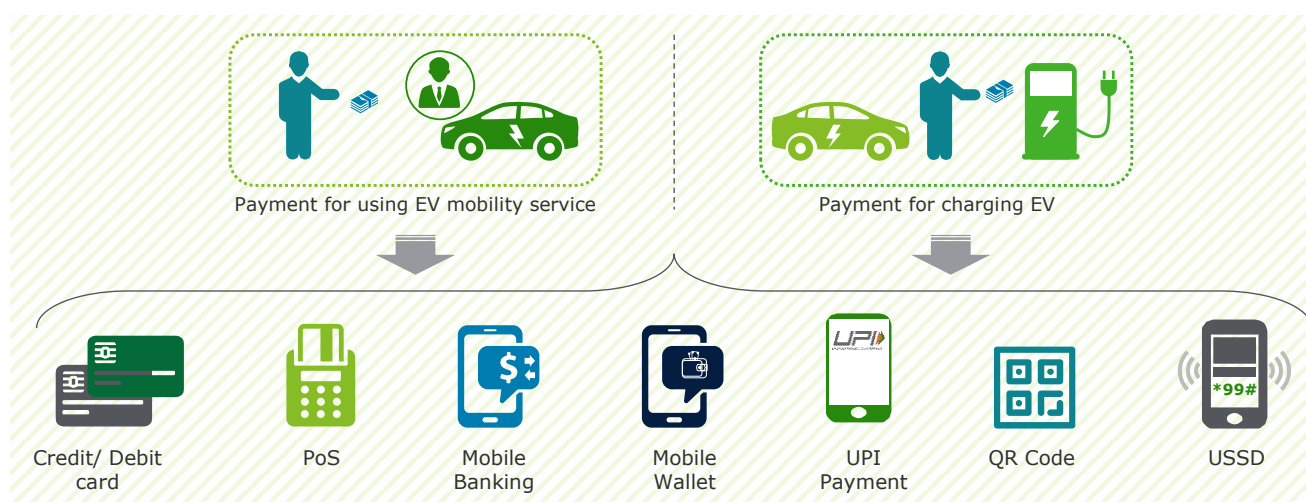 Payment for using EV mobility service
Payment for charging EV
$
UPI
*99#
Credit/ Debit
card
PoS
Mobile
Banking
Mobile
Wallet
UPI
Payment
QR Code
USSD